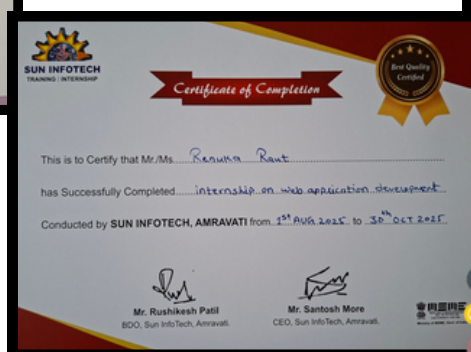 SUN INFOTECH
TRAINING | INTERNSHIP
Certificate of Completion
Best Quality
Certified
This is to Certify that Mr./Ms. Renuka Raut
has Successfully Completed internship on web application development
Conducted by SUN INFOTECH, AMRAVATI from 1st AUG 2025 to 30th OCT 2025
Mr. Rushikesh Patil
BDO, Sun InfoTech, Amravati.
Mr. Santosh More
CEO, Sun InfoTech, Amravati.